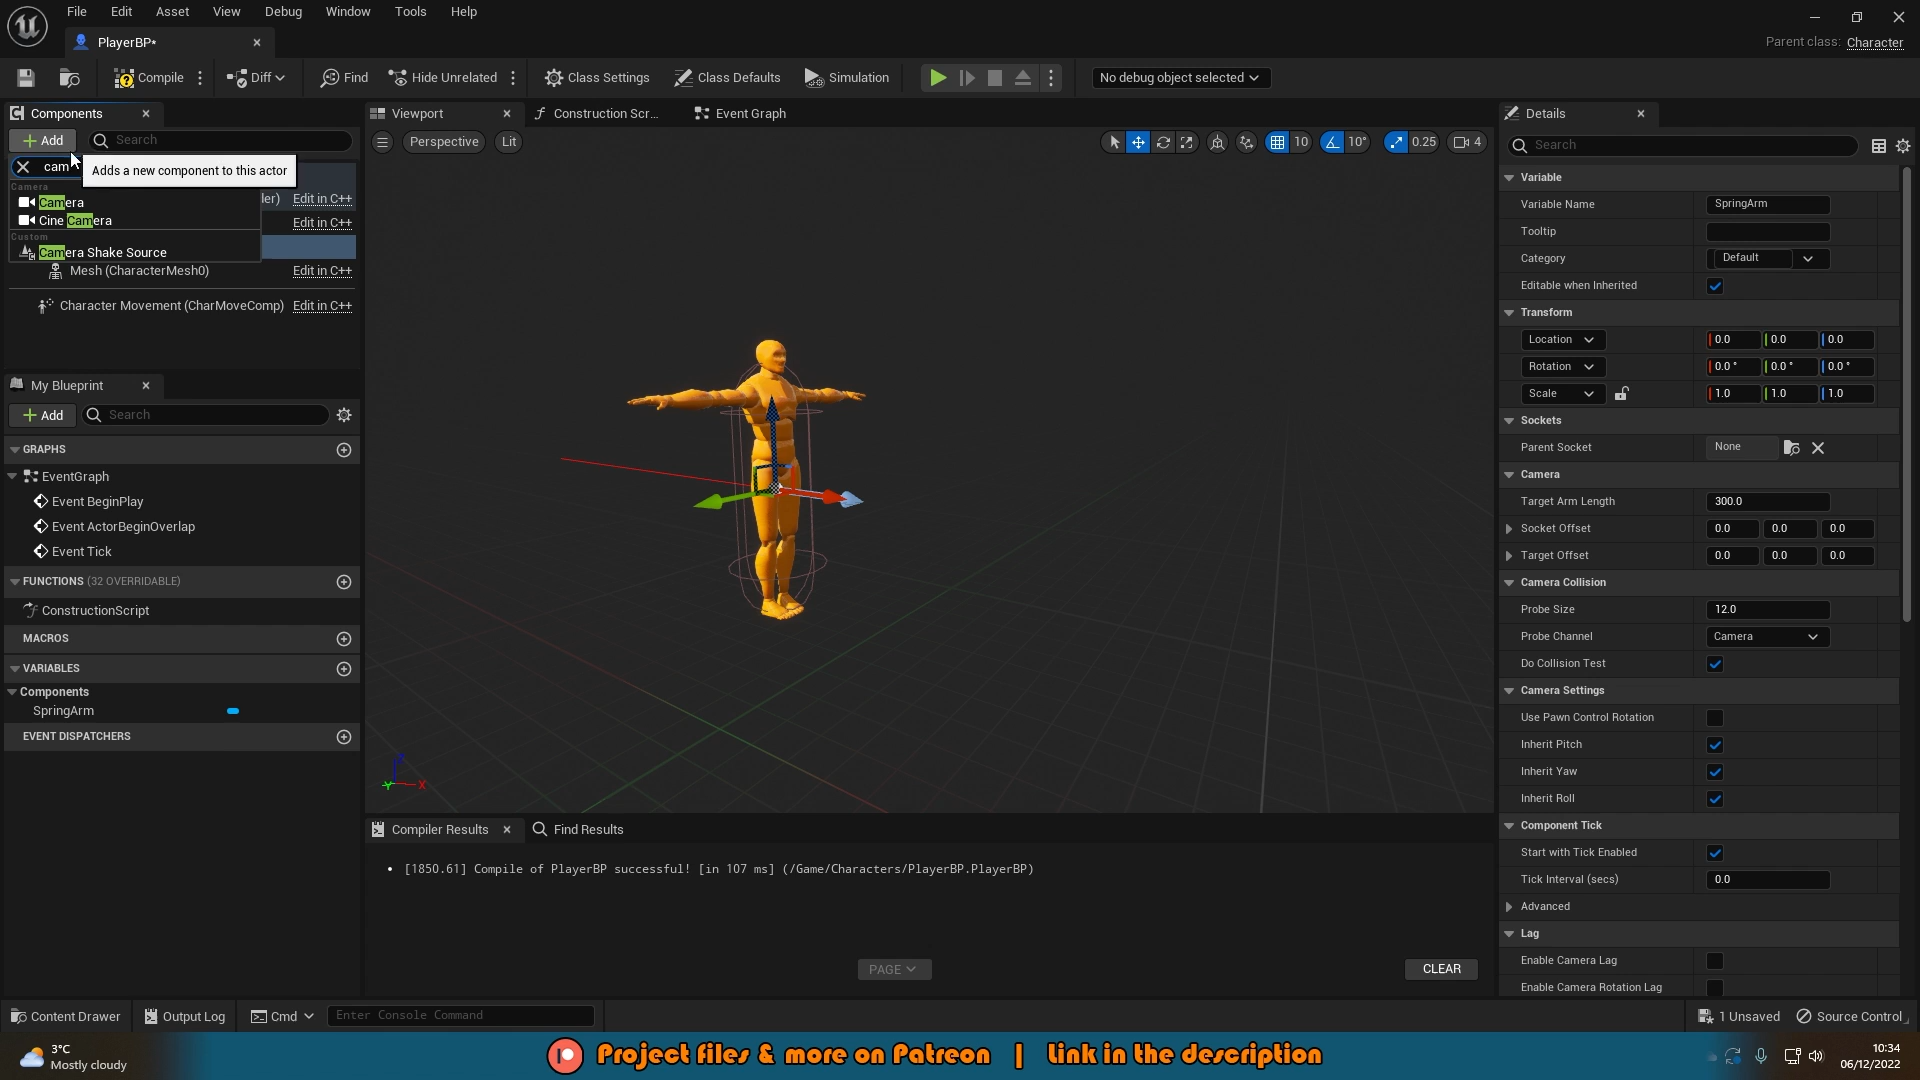 File Edit Asset View Debug Window Tools Help
PlayerBP*
Parent class: Character
Compile Diff Find Hide Unrelated Class Settings Class Defaults Simulation No debug object selected
Components
Add Search
cam
Adds a new component to this actor
Camera
Camera
ler) Edit in C++
Cine Camera
Edit in C++
Custom
Camera Shake Source
Mesh (CharacterMesh0) Edit in C++
Character Movement (CharMoveComp) Edit in C++
My Blueprint
Add Search
GRAPHS
EventGraph
Event BeginPlay
Event ActorBeginOverlap
Event Tick
FUNCTIONS (32 OVERRIDABLE)
ConstructionScript
MACROS
VARIABLES
Components
SpringArm
EVENT DISPATCHERS
Viewport Construction Scr... Event Graph
Perspective Lit 10 10° 0.25 4
Z
Y X
Compiler Results Find Results
• [1850.61] Compile of PlayerBP successful! [in 107 ms] (/Game/Characters/PlayerBP.PlayerBP)
PAGE CLEAR
Details
Search
Variable
Variable Name SpringArm
Tooltip
Category Default
Editable when Inherited
Transform
Location 0.0 0.0 0.0
Rotation 0.0 ° 0.0 ° 0.0 °
Scale 1.0 1.0 1.0
Sockets
Parent Socket None
Camera
Target Arm Length 300.0
Socket Offset 0.0 0.0 0.0
Target Offset 0.0 0.0 0.0
Camera Collision
Probe Size 12.0
Probe Channel Camera
Do Collision Test
Camera Settings
Use Pawn Control Rotation
Inherit Pitch
Inherit Yaw
Inherit Roll
Component Tick
Start with Tick Enabled
Tick Interval (secs) 0.0
Advanced
Lag
Enable Camera Lag
Enable Camera Rotation Lag
Content Drawer Output Log Cmd Enter Console Command 1 Unsaved Source Control
3°C
Mostly cloudy
Project files & more on Patreon | Link in the description
10:34
06/12/2022